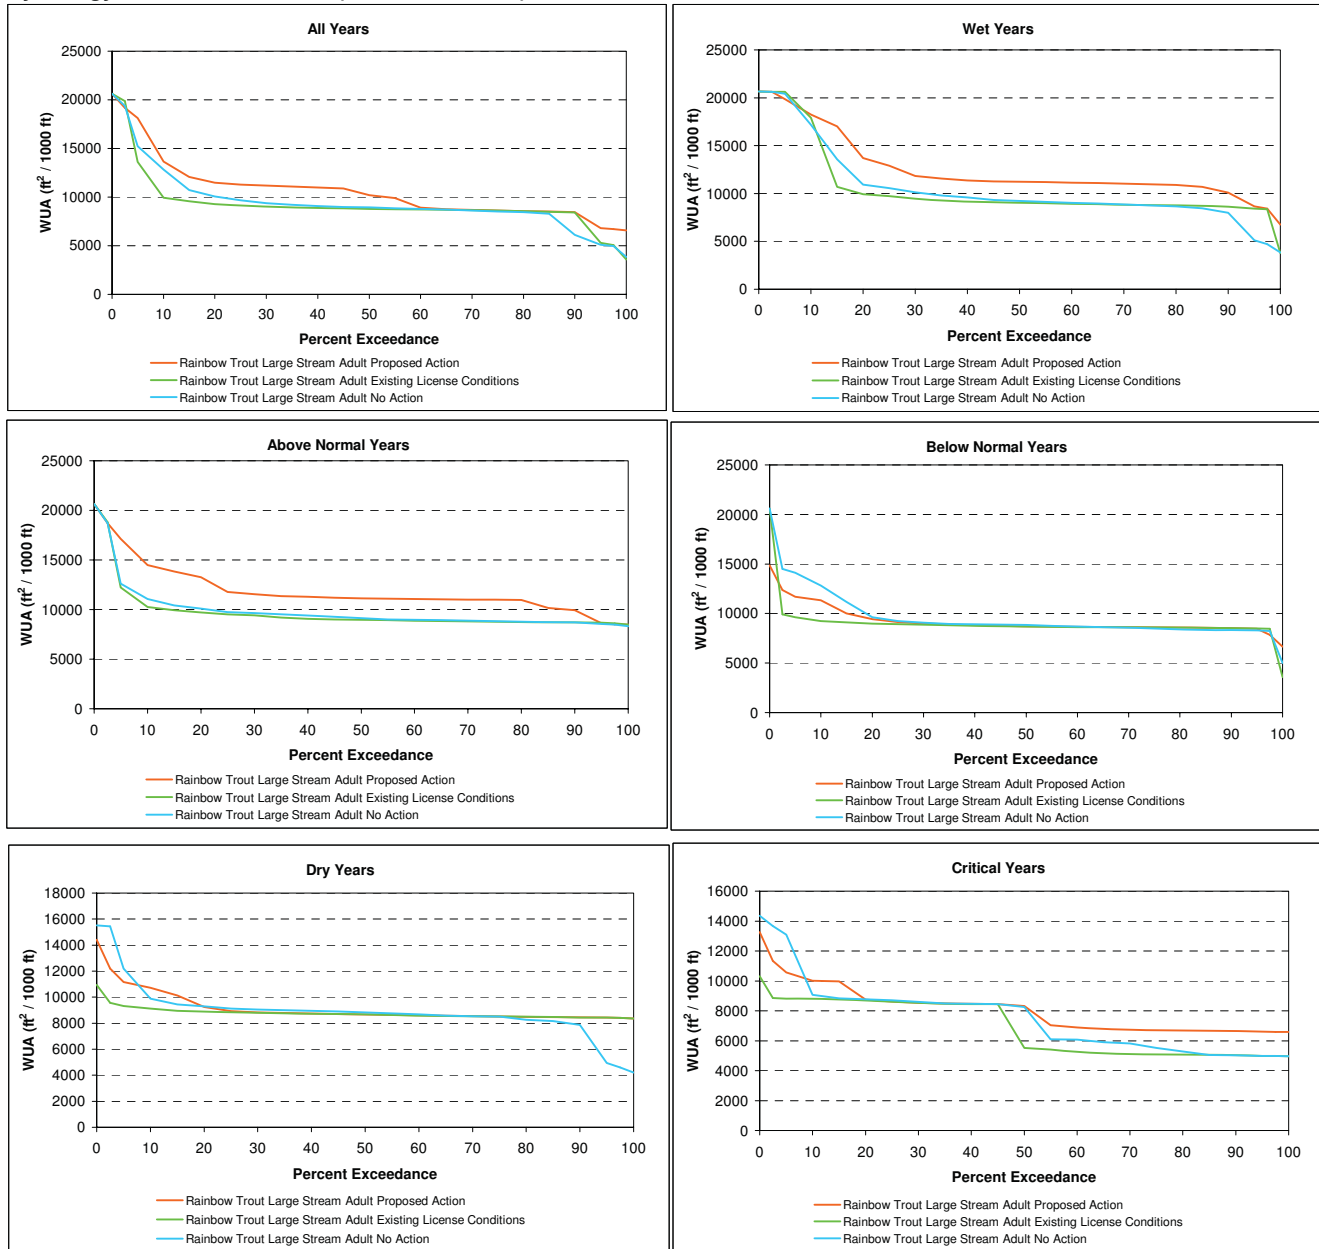 All Years
WUA (ft² / 1000 ft)
25000
20000
15000
10000
5000
0
0 10 20 30 40 50 60 70 80 90 100
Percent Exceedance
Rainbow Trout Large Stream Adult Proposed Action
Rainbow Trout Large Stream Adult Existing License Conditions
Rainbow Trout Large Stream Adult No Action
Wet Years
WUA (ft² / 1000 ft)
25000
20000
15000
10000
5000
0
0 10 20 30 40 50 60 70 80 90 100
Percent Exceedance
Rainbow Trout Large Stream Adult Proposed Action
Rainbow Trout Large Stream Adult Existing License Conditions
Rainbow Trout Large Stream Adult No Action
Above Normal Years
WUA (ft² / 1000 ft)
25000
20000
15000
10000
5000
0
0 10 20 30 40 50 60 70 80 90 100
Percent Exceedance
Rainbow Trout Large Stream Adult Proposed Action
Rainbow Trout Large Stream Adult Existing License Conditions
Rainbow Trout Large Stream Adult No Action
Below Normal Years
WUA (ft² / 1000 ft)
25000
20000
15000
10000
5000
0
0 10 20 30 40 50 60 70 80 90 100
Percent Exceedance
Rainbow Trout Large Stream Adult Proposed Action
Rainbow Trout Large Stream Adult Existing License Conditions
Rainbow Trout Large Stream Adult No Action
Dry Years
WUA (ft² / 1000 ft)
18000
16000
14000
12000
10000
8000
6000
4000
2000
0
0 10 20 30 40 50 60 70 80 90 100
Percent Exceedance
Rainbow Trout Large Stream Adult Proposed Action
Rainbow Trout Large Stream Adult Existing License Conditions
Rainbow Trout Large Stream Adult No Action
Critical Years
WUA (ft² / 1000 ft)
16000
14000
12000
10000
8000
6000
4000
2000
0
0 10 20 30 40 50 60 70 80 90 100
Percent Exceedance
Rainbow Trout Large Stream Adult Proposed Action
Rainbow Trout Large Stream Adult Existing License Conditions
Rainbow Trout Large Stream Adult No Action